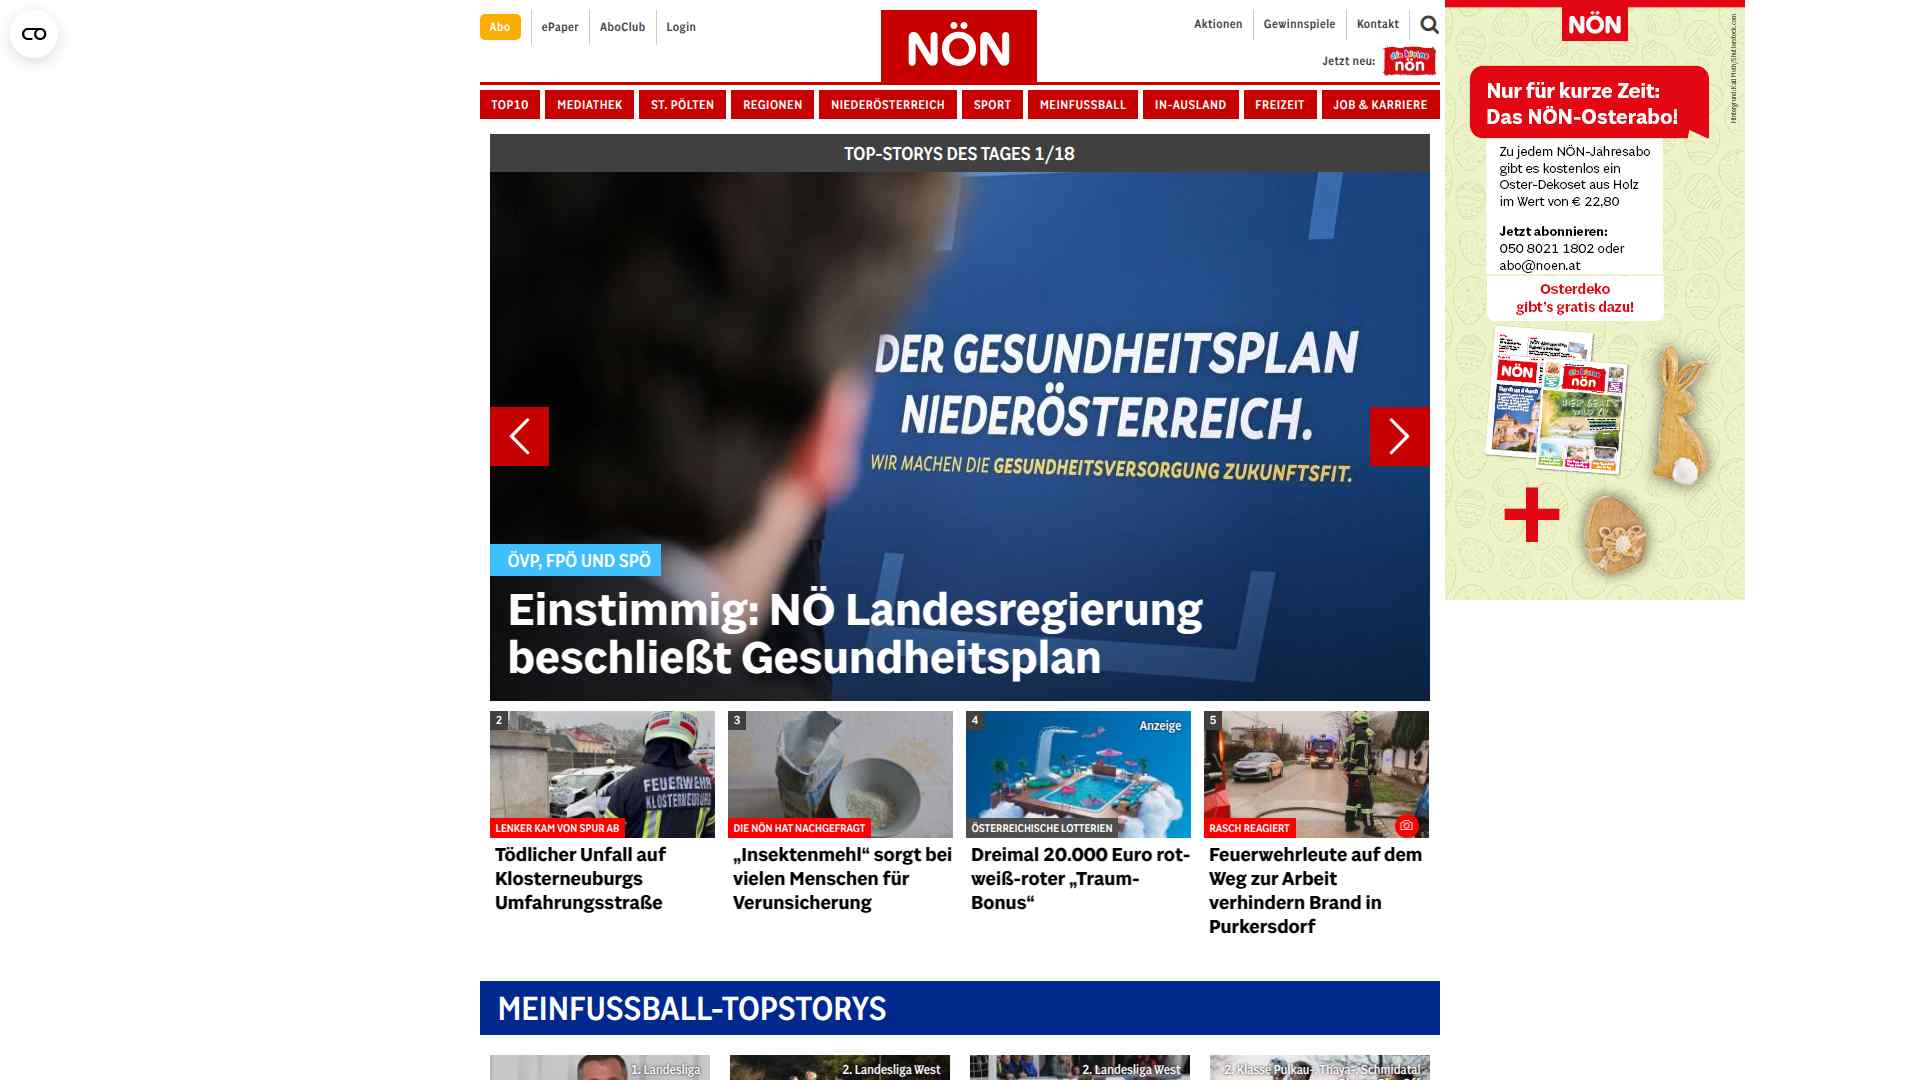 Abo
ePaper
AboClub
Login
NÖN
Aktionen
Gewinnspiele
Kontakt
Jetzt neu:
die kleine
nön
TOP10
MEDIATHEK
ST. PÖLTEN
REGIONEN
NIEDERÖSTERREICH
SPORT
MEINFUSSBALL
IN-AUSLAND
FREIZEIT
JOB & KARRIERE
TOP-STORYS DES TAGES 1/18
DER GESUNDHEITSPLAN
NIEDERÖSTERREICH.
WIR MACHEN DIE GESUNDHEITSVERSORGUNG ZUKUNFTSFIT.
ÖVP, FPÖ UND SPÖ
Einstimmig: NÖ Landesregierung
beschließt Gesundheitsplan
2
FEUERWEHR
KLOSTERNEUBURG
LENKER KAM VON SPUR AB
Tödlicher Unfall auf
Klosterneuburgs
Umfahrungsstraße
3
DIE NÖN HAT NACHGEFRAGT
„Insektenmehl“ sorgt bei
vielen Menschen für
Verunsicherung
4
Anzeige
ÖSTERREICHISCHE LOTTERIEN
Dreimal 20.000 Euro rot-
weiß-roter „Traum-
Bonus“
5
RASCH REAGIERT
Feuerwehrleute auf dem
Weg zur Arbeit
verhindern Brand in
Purkersdorf
MEINFUSSBALL-TOPSTORYS
1. Landesliga
2. Landesliga West
2. Landesliga West
2. Klasse Pulkau-, Thaya-, Schmidatal
NÖN
Nur für kurze Zeit:
Das NÖN-Osterabo!
Zu jedem NÖN-Jahresabo
gibt es kostenlos ein
Oster-Dekoset aus Holz
im Wert von € 22,80
Jetzt abonnieren:
050 8021 1802 oder
abo@noen.at
Osterdeko
gibt's gratis dazu!
NÖN
nön